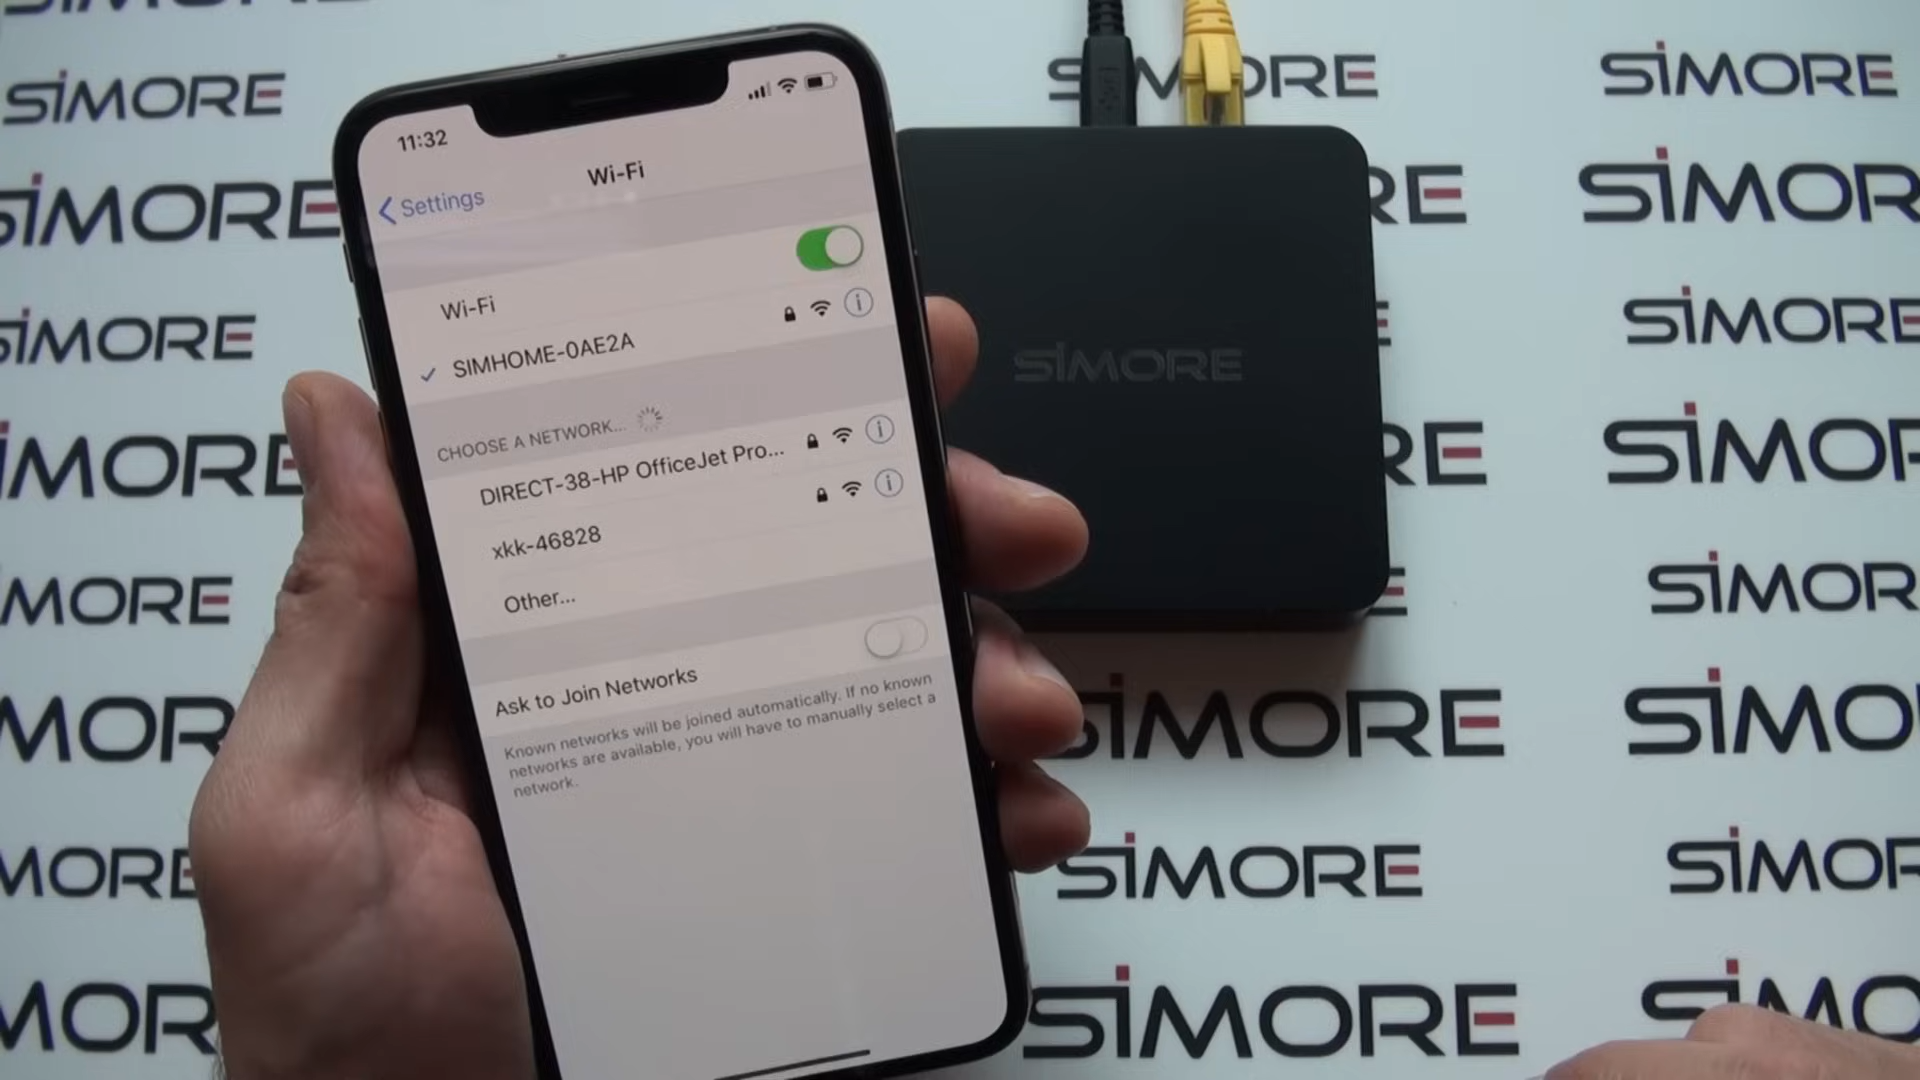 SIMORE
SIMORE
SIMORE
SIMORE
11:32
Settings
Wi-Fi
Wi-Fi
SIMHOME-0AE2A
CHOOSE A NETWORK...
DIRECT-38-HP OfficeJet Pro...
xkk-46828
Other...
Ask to Join Networks
Known networks will be joined automatically. If no known
networks are available, you will have to manually select a
network.
SIMORE
SIMORE
SIMORE
SIMORE
SIMORE